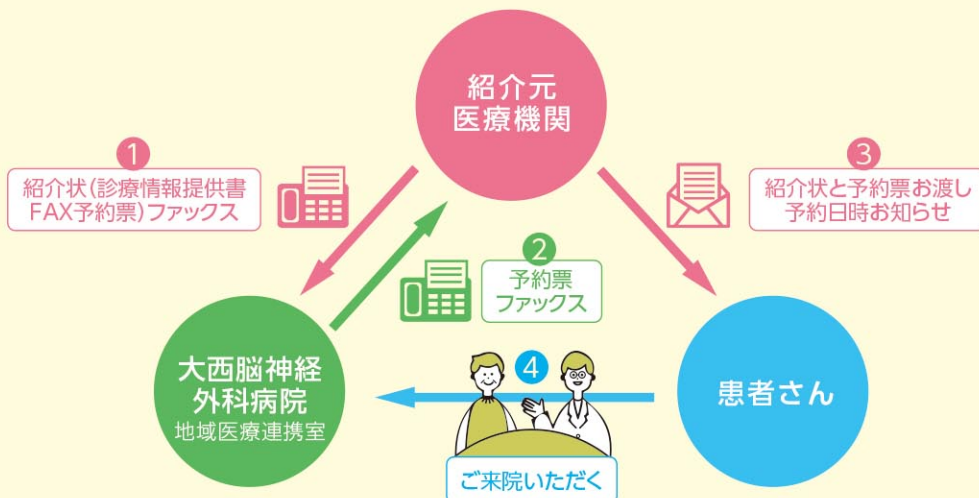 紹介元
医療機関
1
紹介状(診療情報提供書
FAX予約票)ファックス
2
予約票
ファックス
3
紹介状と予約票お渡し
予約日時お知らせ
大西脳神経
外科病院
地域医療連携室
4
ご来院いただく
患者さん